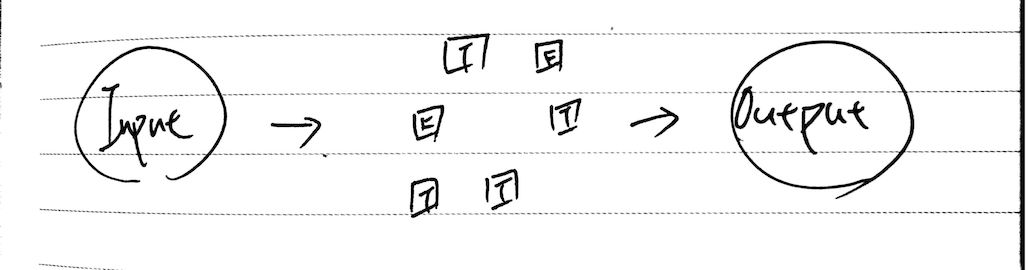 I E
Input → E I → Output
I I